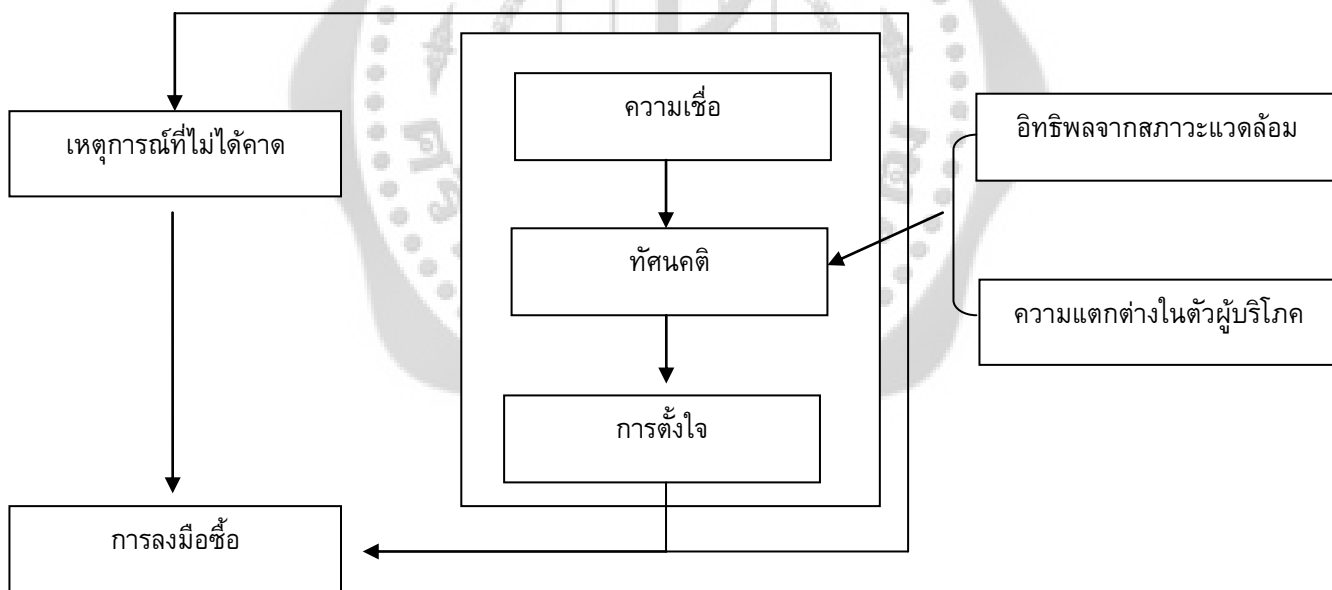 ความเชื่อ
เหตุการณ์ที่ไม่ได้คาด
อิทธิพลจากสภาวะแวดล้อม
ทัศนคติ
ความแตกต่างในตัวผู้บริโภค
การตั้งใจ
การลงมือซื้อ